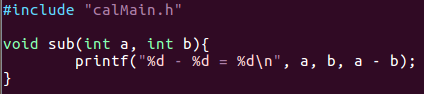 #include "calMain.h"
void sub(int a, int b){
        printf("%d - %d = %d\n", a, b, a - b);
}